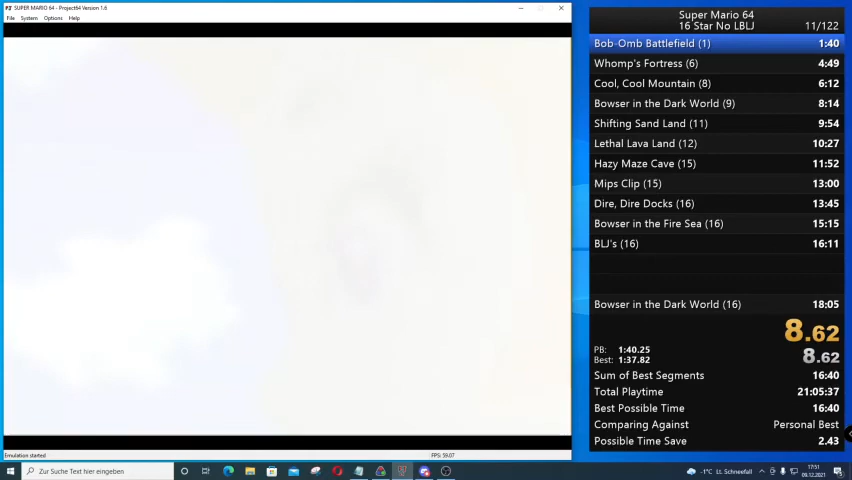 SUPER MARIO 64 - Project64 Version 1.6
File System Options Help
Super Mario 64
16 Star No LBLJ 11/122
Bob-Omb Battlefield (1) 1:40
Whomp's Fortress (6) 4:49
Cool, Cool Mountain (8) 6:12
Bowser in the Dark World (9) 8:14
Shifting Sand Land (11) 9:54
Lethal Lava Land (12) 10:27
Hazy Maze Cave (15) 11:52
Mips Clip (15) 13:00
Dire, Dire Docks (16) 13:45
Bowser in the Fire Sea (16) 15:15
BLJ's (16) 16:11
Bowser in the Dark World (16) 18:05
8.62
PB: 1:40.25
Best: 1:37.82 8.62
Sum of Best Segments 16:40
Total Playtime 21:05:37
Best Possible Time 16:40
Comparing Against Personal Best
Possible Time Save 2.43
Emulation started FPS: 59.07
Zur Suche Text hier eingeben -1°C Lt. Schneefall 17:51
08.12.2021